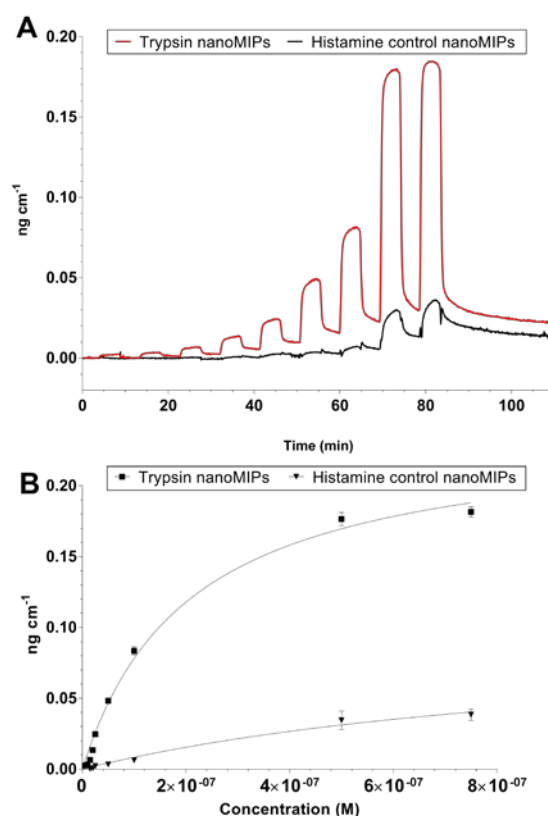 A
Trypsin nanoMIPs Histamine control nanoMIPs
0.20
0.15
0.10
0.05
0.00
ng cm⁻¹
0 20 40 60 80 100
Time (min)
B
Trypsin nanoMIPs Histamine control nanoMIPs
0.20
0.15
0.10
0.05
0.00
ng cm⁻¹
0 2×10⁻⁰⁷ 4×10⁻⁰⁷ 6×10⁻⁰⁷ 8×10⁻⁰⁷
Concentration (M)